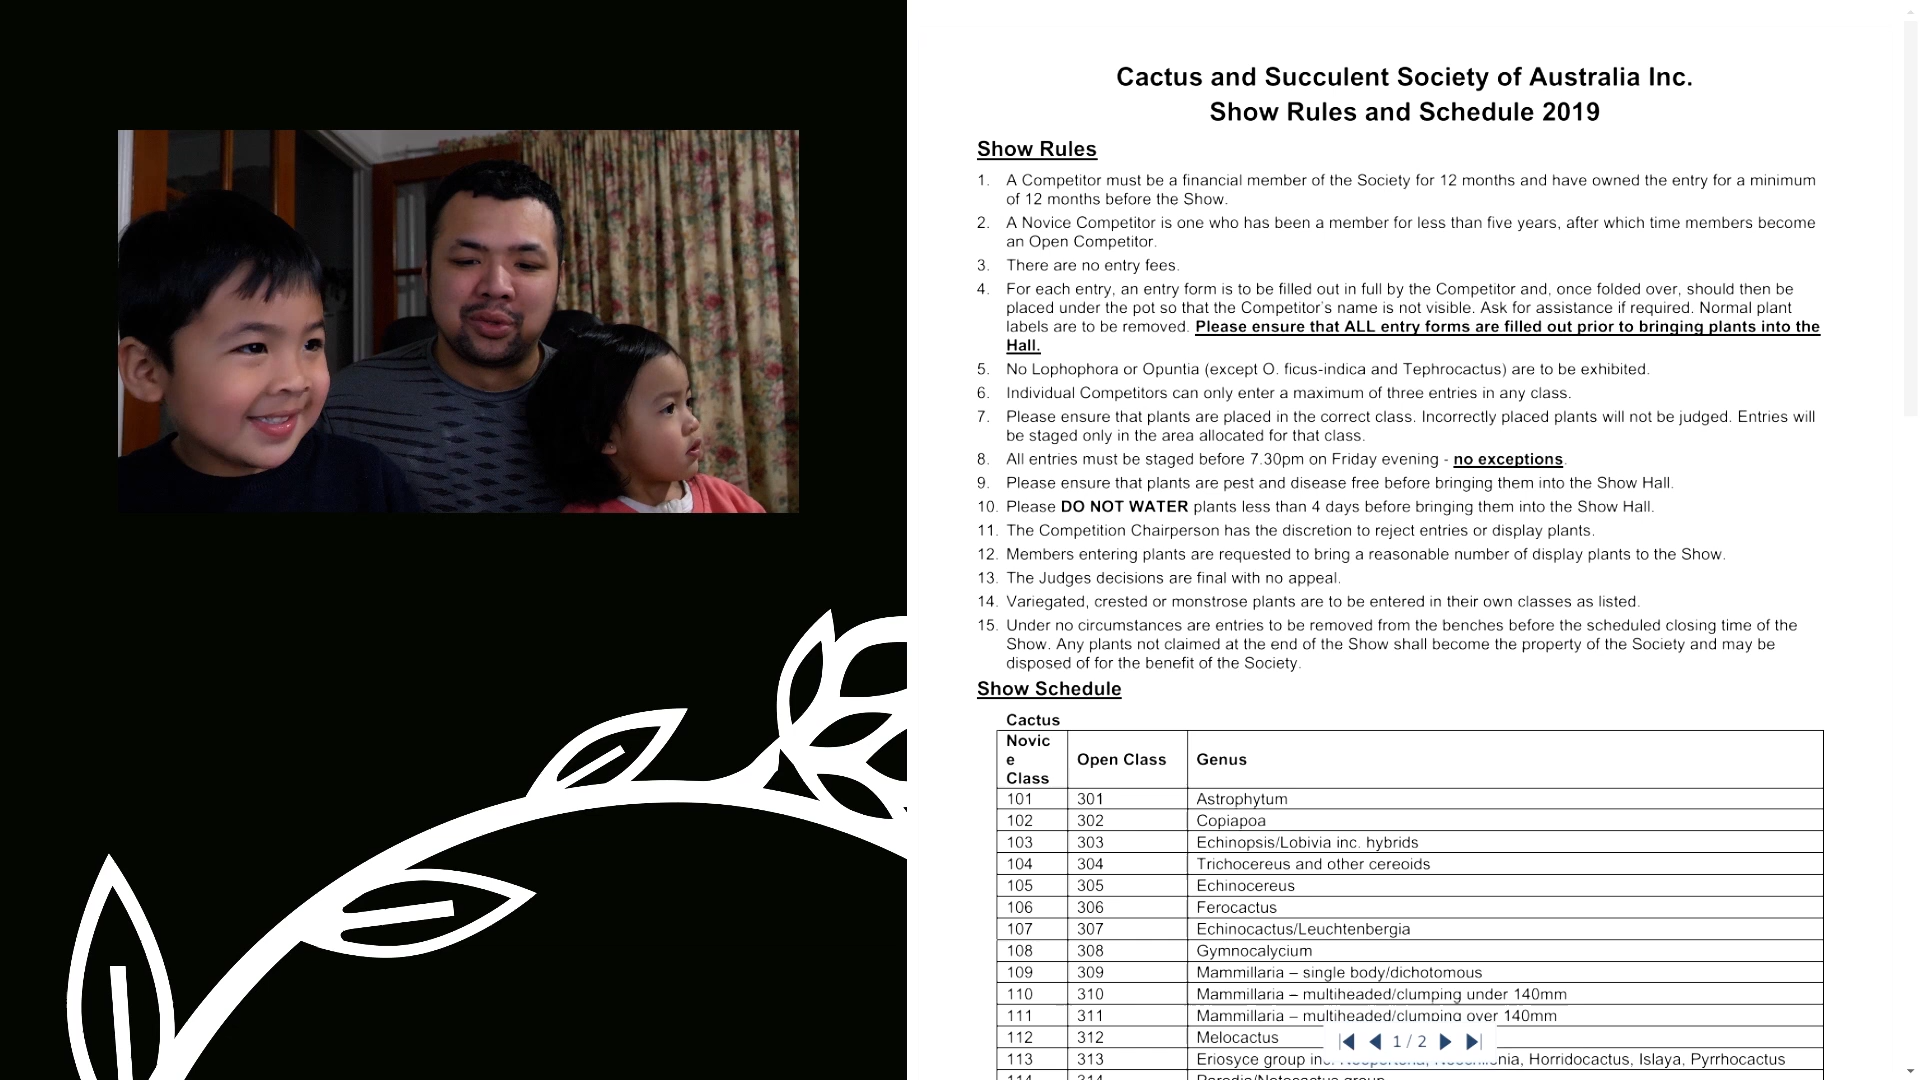 Cactus and Succulent Society of Australia Inc.
Show Rules and Schedule 2019
Show Rules
1. A Competitor must be a financial member of the Society for 12 months and have owned the entry for a minimum
of 12 months before the Show.
2. A Novice Competitor is one who has been a member for less than five years, after which time members become
an Open Competitor.
3. There are no entry fees.
4. For each entry, an entry form is to be filled out in full by the Competitor and, once folded over, should then be
placed under the pot so that the Competitor's name is not visible. Ask for assistance if required. Normal plant
labels are to be removed. Please ensure that ALL entry forms are filled out prior to bringing plants into the
Hall.
5. No Lophophora or Opuntia (except O. ficus-indica and Tephrocactus) are to be exhibited.
6. Individual Competitors can only enter a maximum of three entries in any class.
7. Please ensure that plants are placed in the correct class. Incorrectly placed plants will not be judged. Entries will
be staged only in the area allocated for that class.
8. All entries must be staged before 7.30pm on Friday evening - no exceptions.
9. Please ensure that plants are pest and disease free before bringing them into the Show Hall.
10. Please DO NOT WATER plants less than 4 days before bringing them into the Show Hall.
11. The Competition Chairperson has the discretion to reject entries or display plants.
12. Members entering plants are requested to bring a reasonable number of display plants to the Show.
13. The Judges decisions are final with no appeal.
14. Variegated, crested or monstrose plants are to be entered in their own classes as listed.
15. Under no circumstances are entries to be removed from the benches before the scheduled closing time of the
Show. Any plants not claimed at the end of the Show shall become the property of the Society and may be
disposed of for the benefit of the Society.
Show Schedule
Cactus
Novic
e
Class
Open Class
Genus
101 301 Astrophytum
102 302 Copiapoa
103 303 Echinopsis/Lobivia inc. hybrids
104 304 Trichocereus and other cereoids
105 305 Echinocereus
106 306 Ferocactus
107 307 Echinocactus/Leuchtenbergia
108 308 Gymnocalycium
109 309 Mammillaria – single body/dichotomous
110 310 Mammillaria – multiheaded/clumping under 140mm
111 311 Mammillaria – multiheaded/clumping over 140mm
112 312 Melocactus
1 / 2
113 313 Eriosyce group Horridocactus, Islaya, Pyrrhocactus
114 314 Parodia/Notocactus group